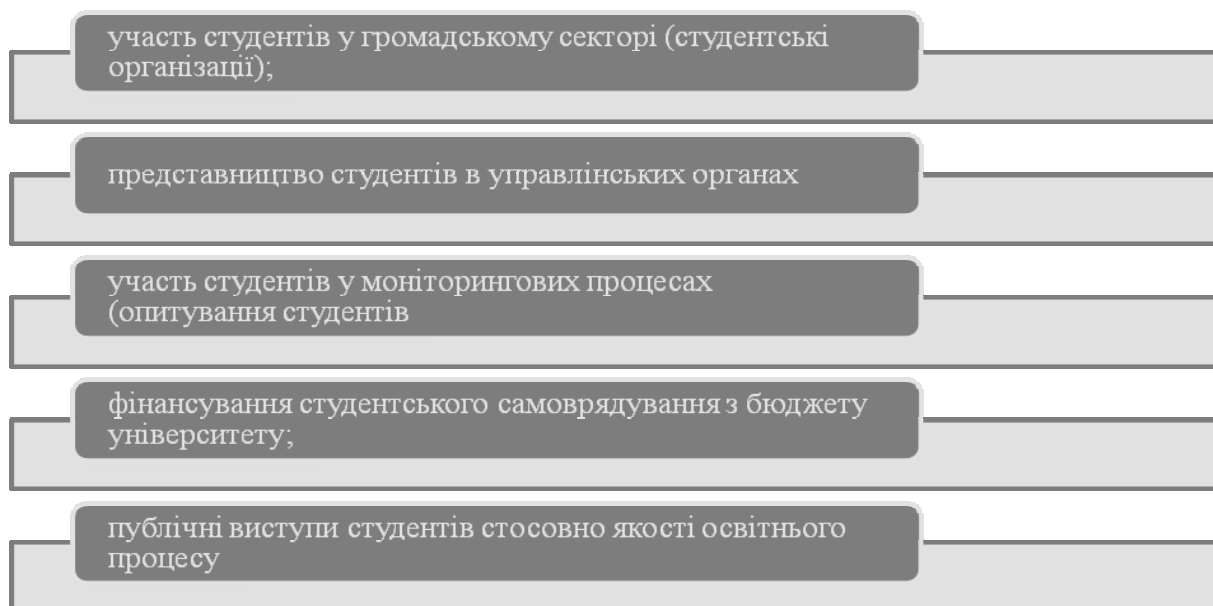 участь студентів у громадському секторі (студентські
організації);
представництво студентів в управлінських органах
участь студентів у моніторингових процесах
(опитування студентів
фінансування студентського самоврядування з бюджету
університету;
публічні виступи студентів стосовно якості освітнього
процесу